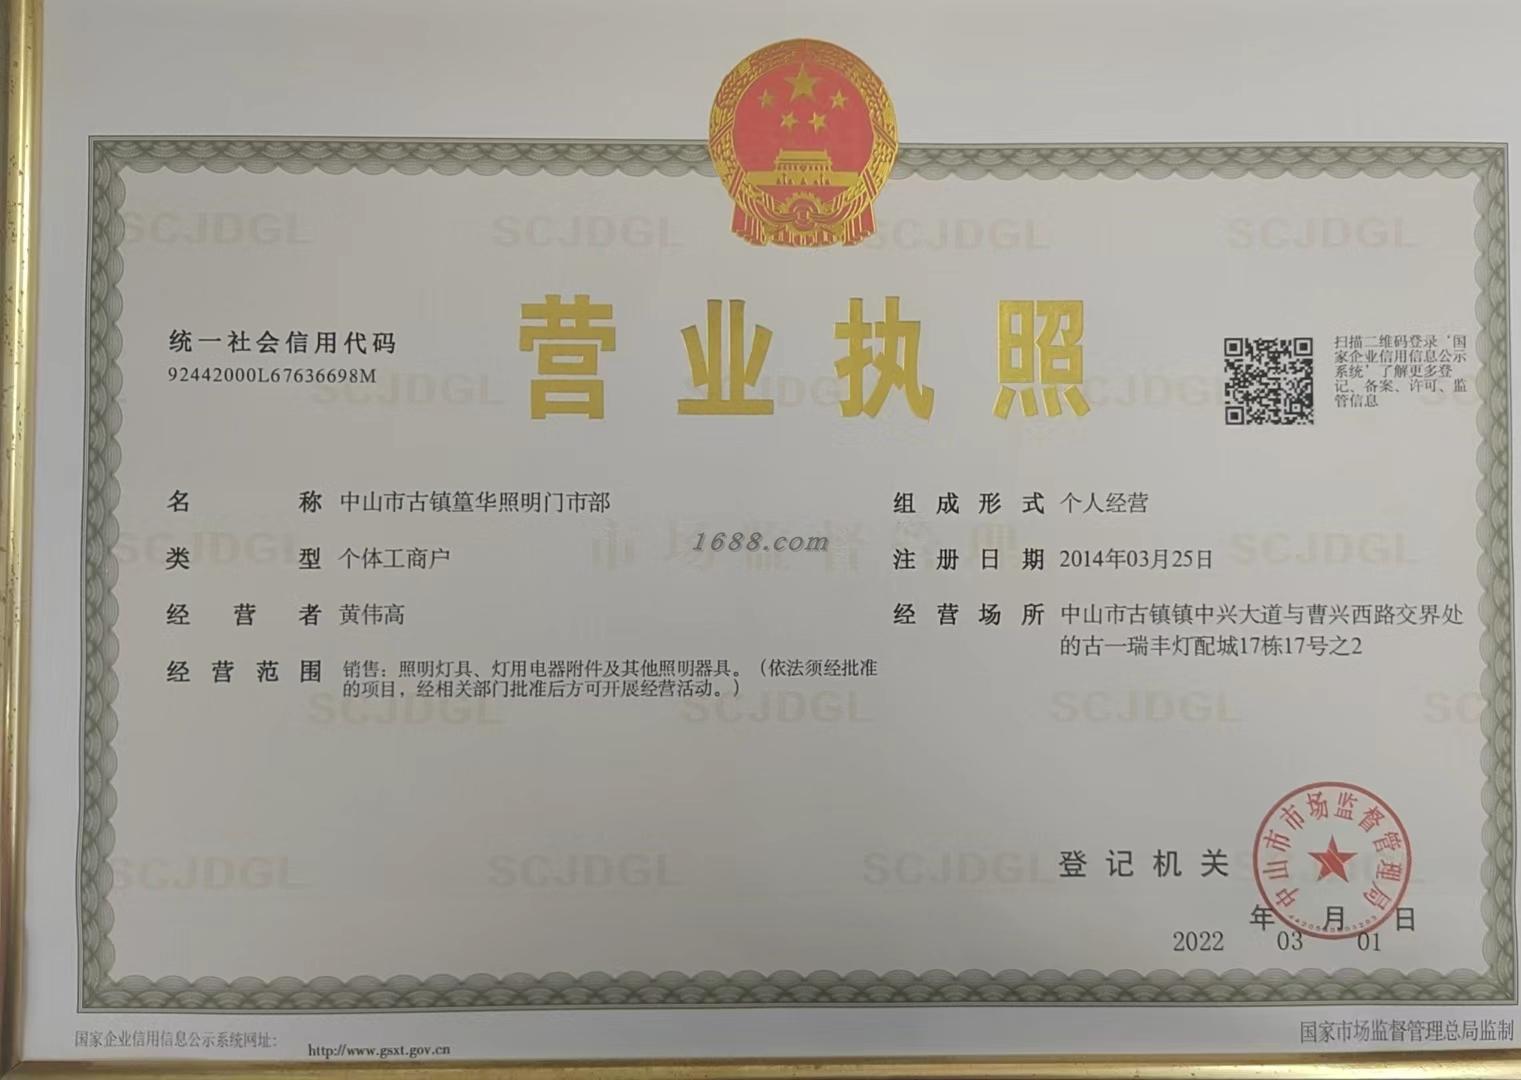 营业执照
统一社会信用代码
92442000L67636698M
扫描二维码登录‘国
家企业信用信息公示
系统’了解更多登
记、备案、许可、监
管信息
名称 中山市古镇篁华照明门市部
类型 个体工商户
经营者 黄伟高
经营范围 销售：照明灯具、灯用电器附件及其他照明器具。（依法须经批准
的项目，经相关部门批准后方可开展经营活动。）
组成形式 个人经营
注册日期 2014年03月25日
经营场所 中山市古镇镇中兴大道与曹兴西路交界处
的古一瑞丰灯配城17栋17号之2
1688.com
市场监督管理
SCJDGL
登记机关
中山市市场监督管理局
年 月 日
2022 03 01
国家企业信用信息公示系统网址：
http://www.gsxt.gov.cn
国家市场监督管理总局监制